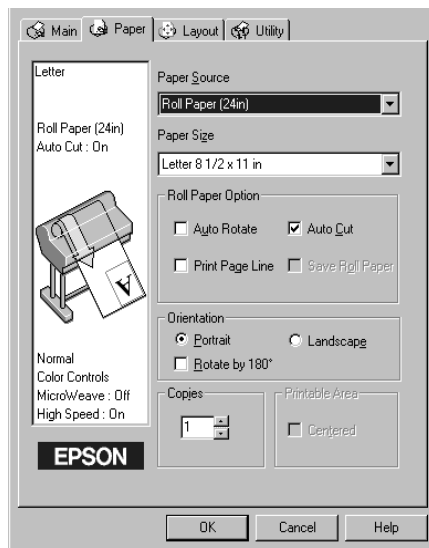 Main Paper Layout Utility
Letter
Roll Paper (24in)
Auto Cut : On
A
Normal
Color Controls
MicroWeave : Off
High Speed : On
EPSON
Paper Source
Roll Paper (24in)
Paper Size
Letter 8 1/2 x 11 in
Roll Paper Option
Auto Rotate Auto Cut
Print Page Line Save Roll Paper
Orientation
Portrait Landscape
Rotate by 180°
Copies
1
Printable Area
Centered
OK Cancel Help